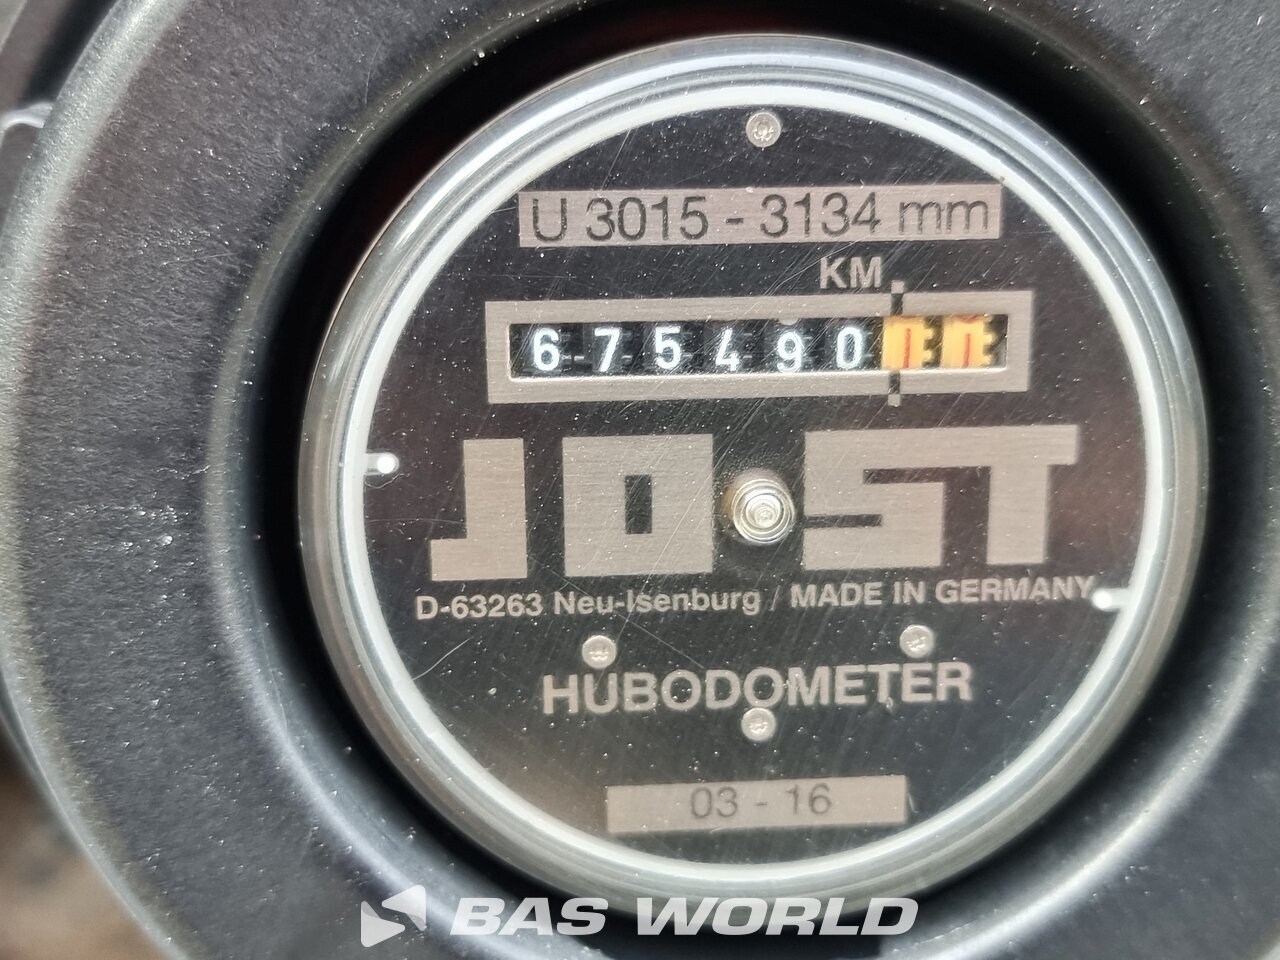 U 3015 - 3134 mm
KM
675490
JOST
D-63263 Neu-Isenburg / MADE IN GERMANY
HUBODOMETER
03 - 16
BAS WORLD